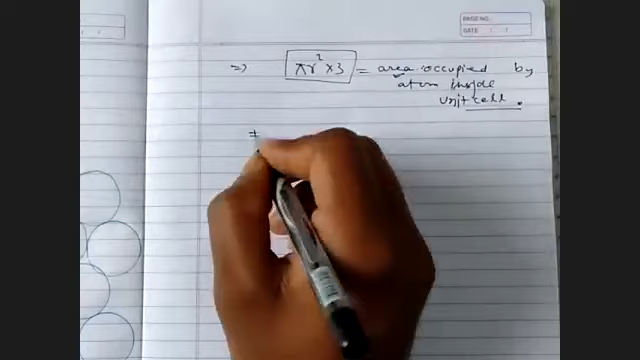 PAGE NO.
DATE / /
=> πr²×3 = area occupied by
atom inside
unit cell.